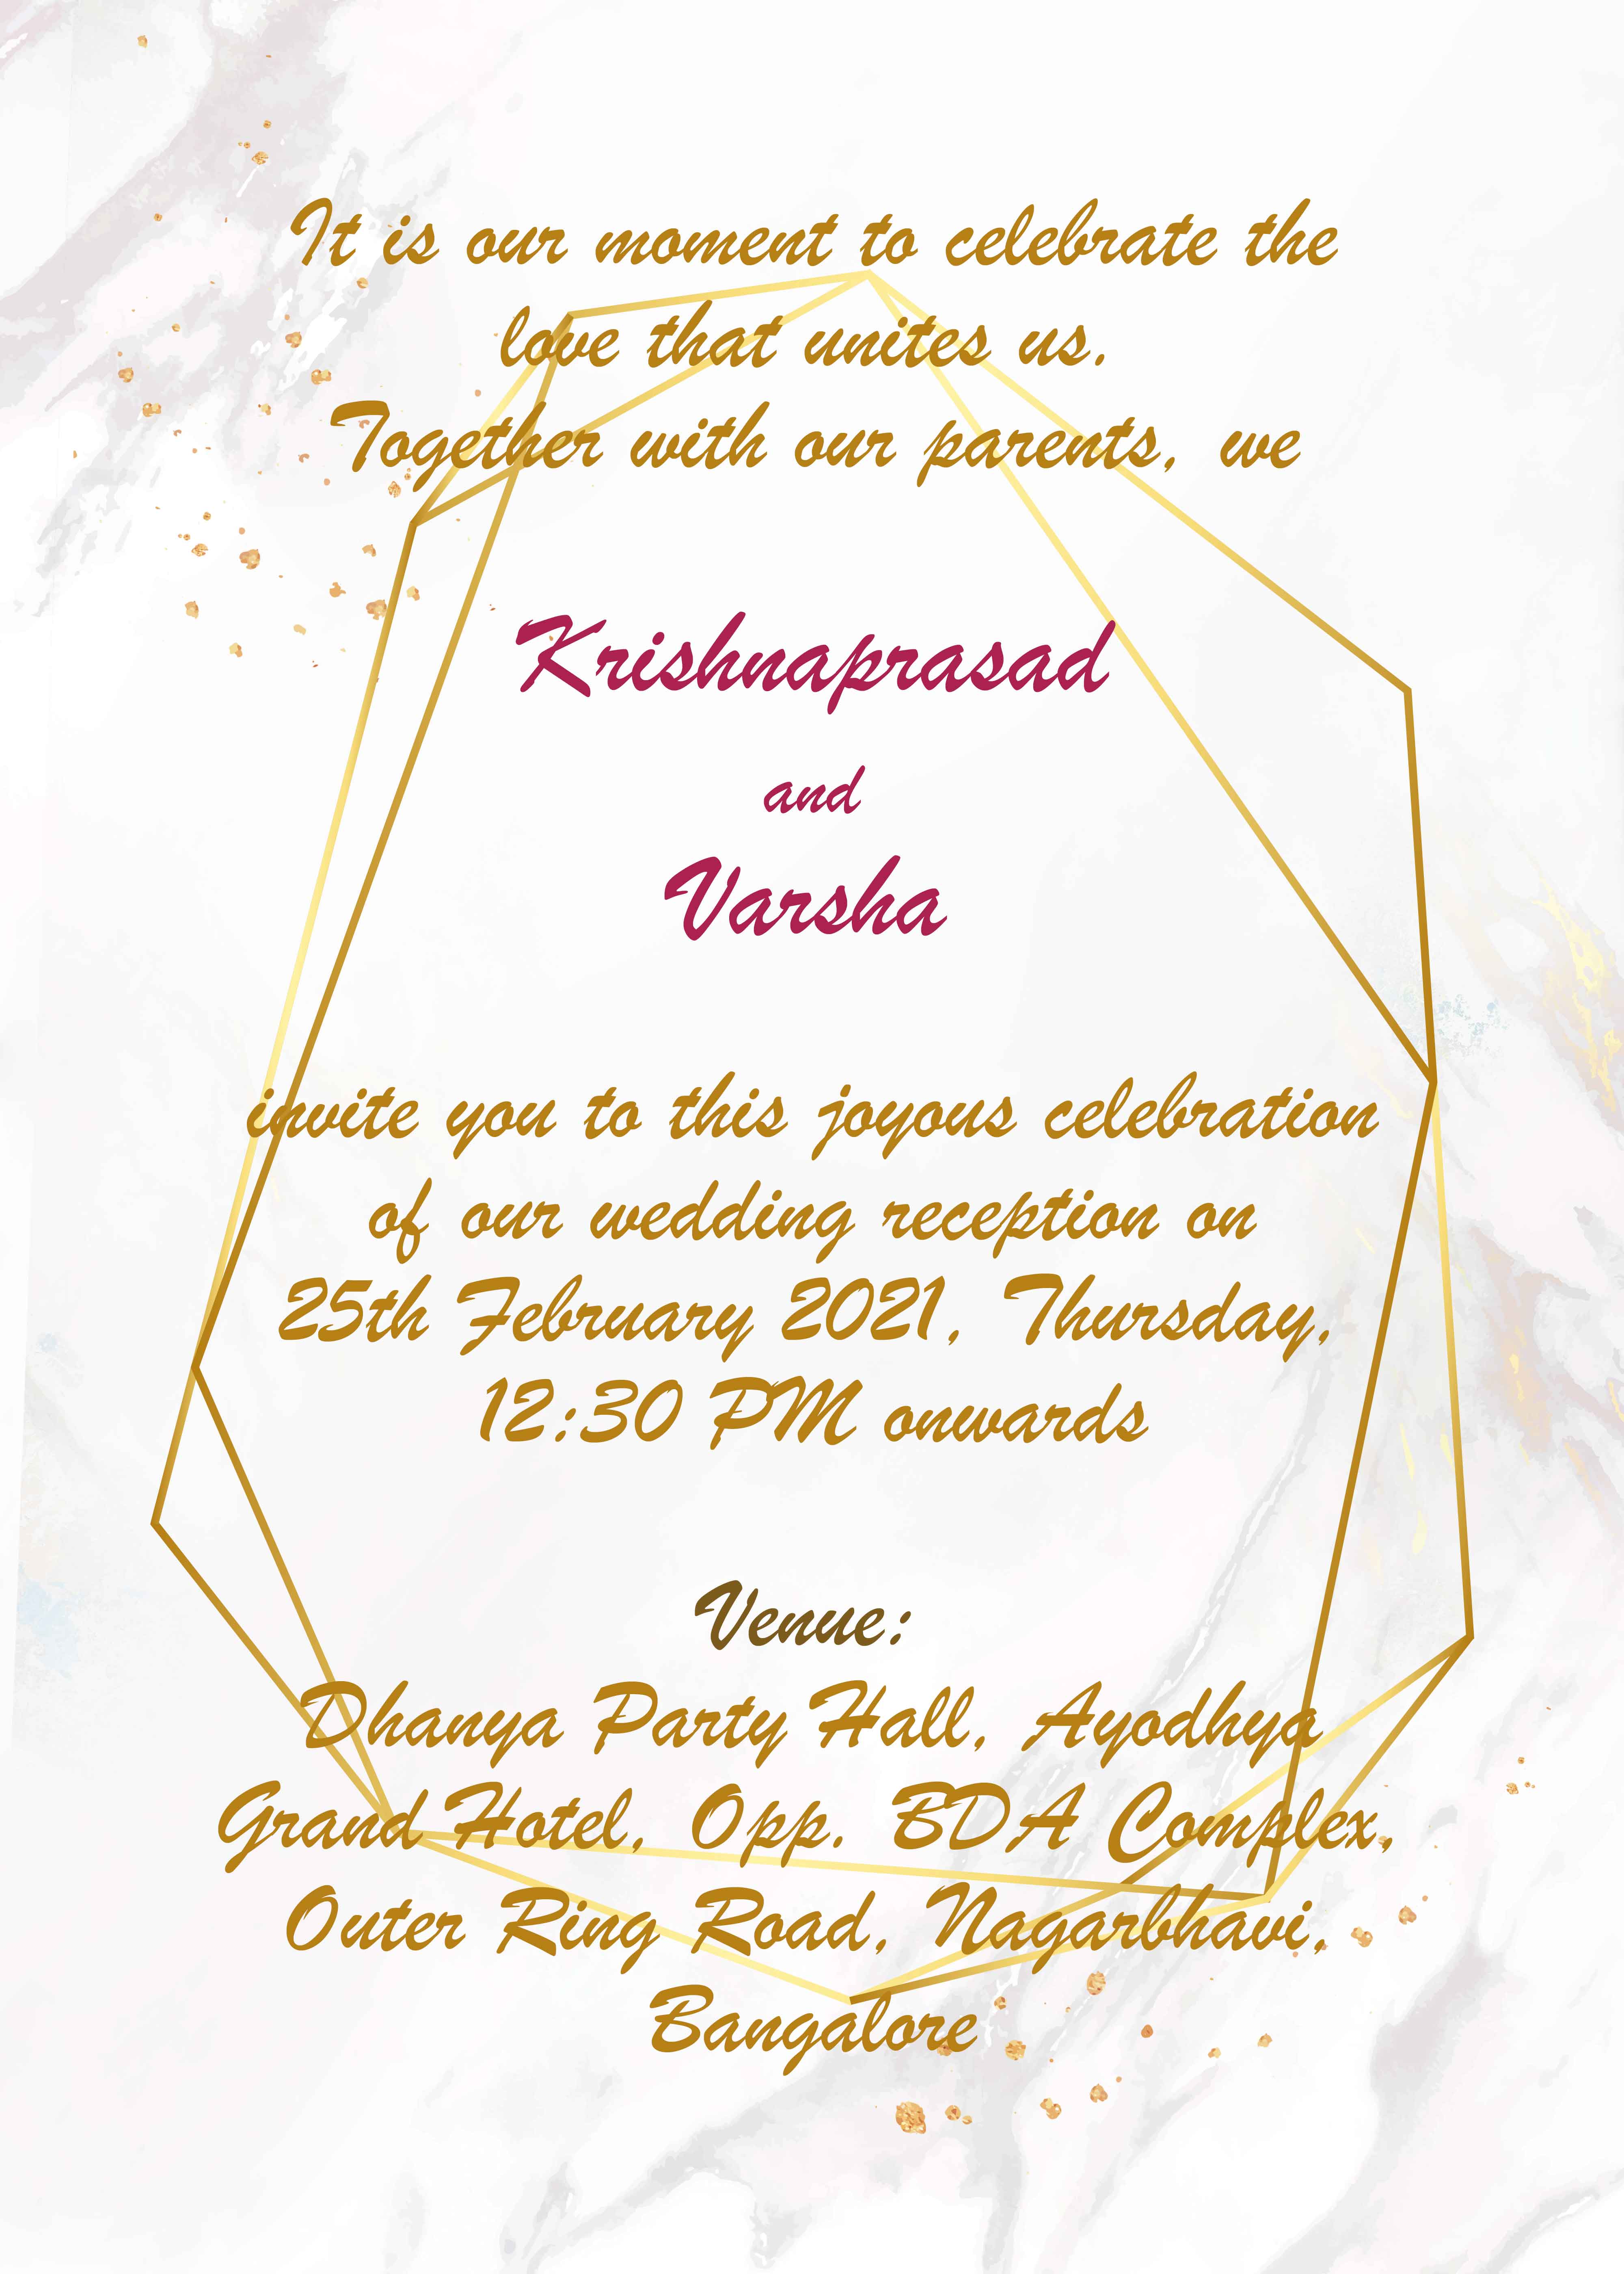 It is our moment to celebrate the
love that unites us.
Together with our parents, we
Krishnaprasad
and
Varsha
invite you to this joyous celebration
of our wedding reception on
25th February 2021, Thursday,
12:30 PM onwards
Venue:
Dhanya Party Hall, Ayodhya
Grand Hotel, Opp. BDA Complex,
Outer Ring Road, Nagarbhavi,
Bangalore